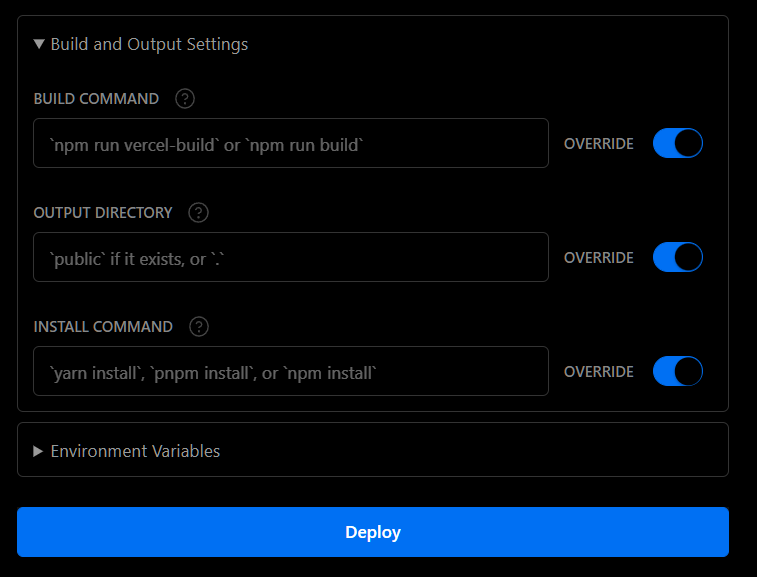 ▼ Build and Output Settings
BUILD COMMAND ?
`npm run vercel-build` or `npm run build`
OVERRIDE
OUTPUT DIRECTORY ?
`public` if it exists, or `.`
OVERRIDE
INSTALL COMMAND ?
`yarn install`, `pnpm install`, or `npm install`
OVERRIDE
▶ Environment Variables
Deploy